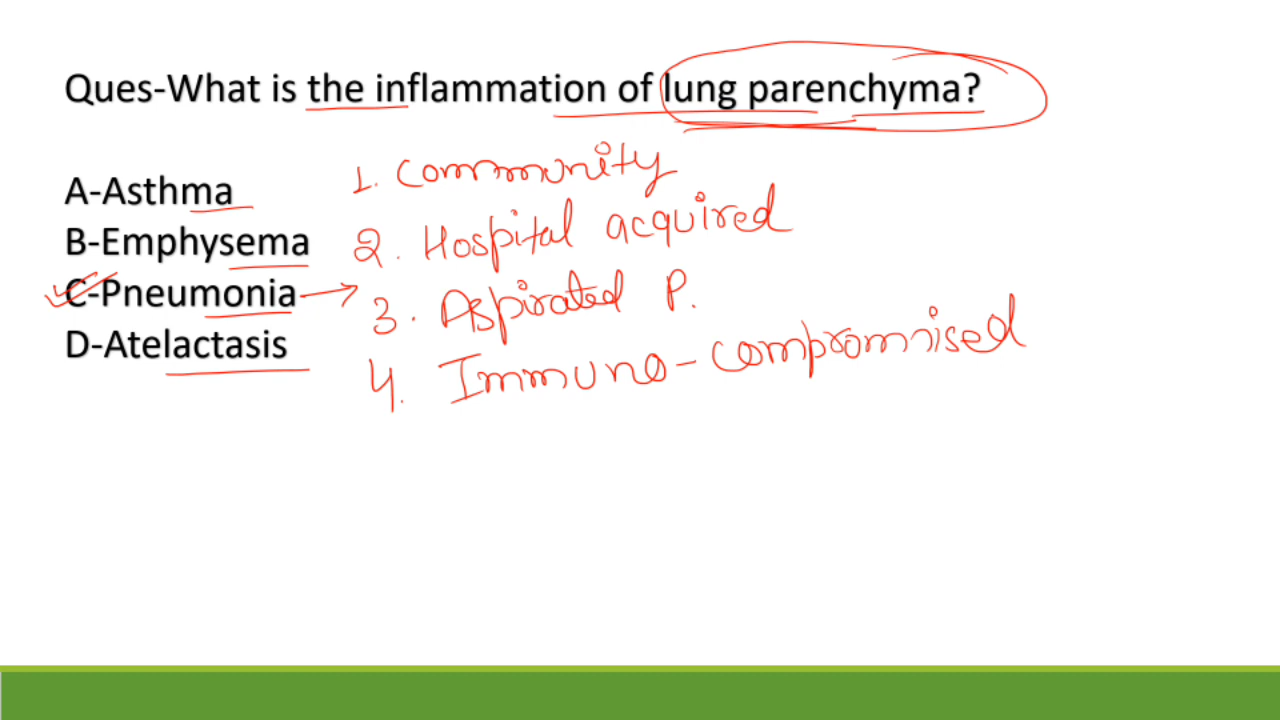 Ques-What is the inflammation of lung parenchyma?
A-Asthma
B-Emphysema
C-Pneumonia →
D-Atelactasis
1. Community
2. Hospital acquired
3. Aspirated P.
4. Immuno-compromnised